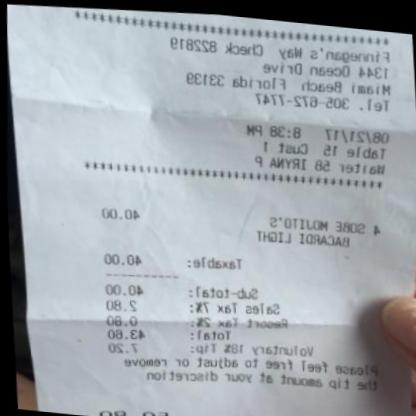 ****************************************
Finnegan's Way Check 822819
1344 Ocean Drive
Miami Beach Florida 33139
Tel. 305-672-7747
08/21/17 8:38 PM
Table 15 Cust 1
Waiter 58 IRYNA P
****************************************
4 SOBE MOJITO'S 40.00
BACARDI LIGHT
Taxable: 40.00
------------
Sub-total: 40.00
Sales Tax 7%: 2.80
Resort Tax 2%: 0.80
Total: 43.60
Voluntary 18% Tip: 7.20
Please feel free to adjust or remove
the tip amount at your discretion